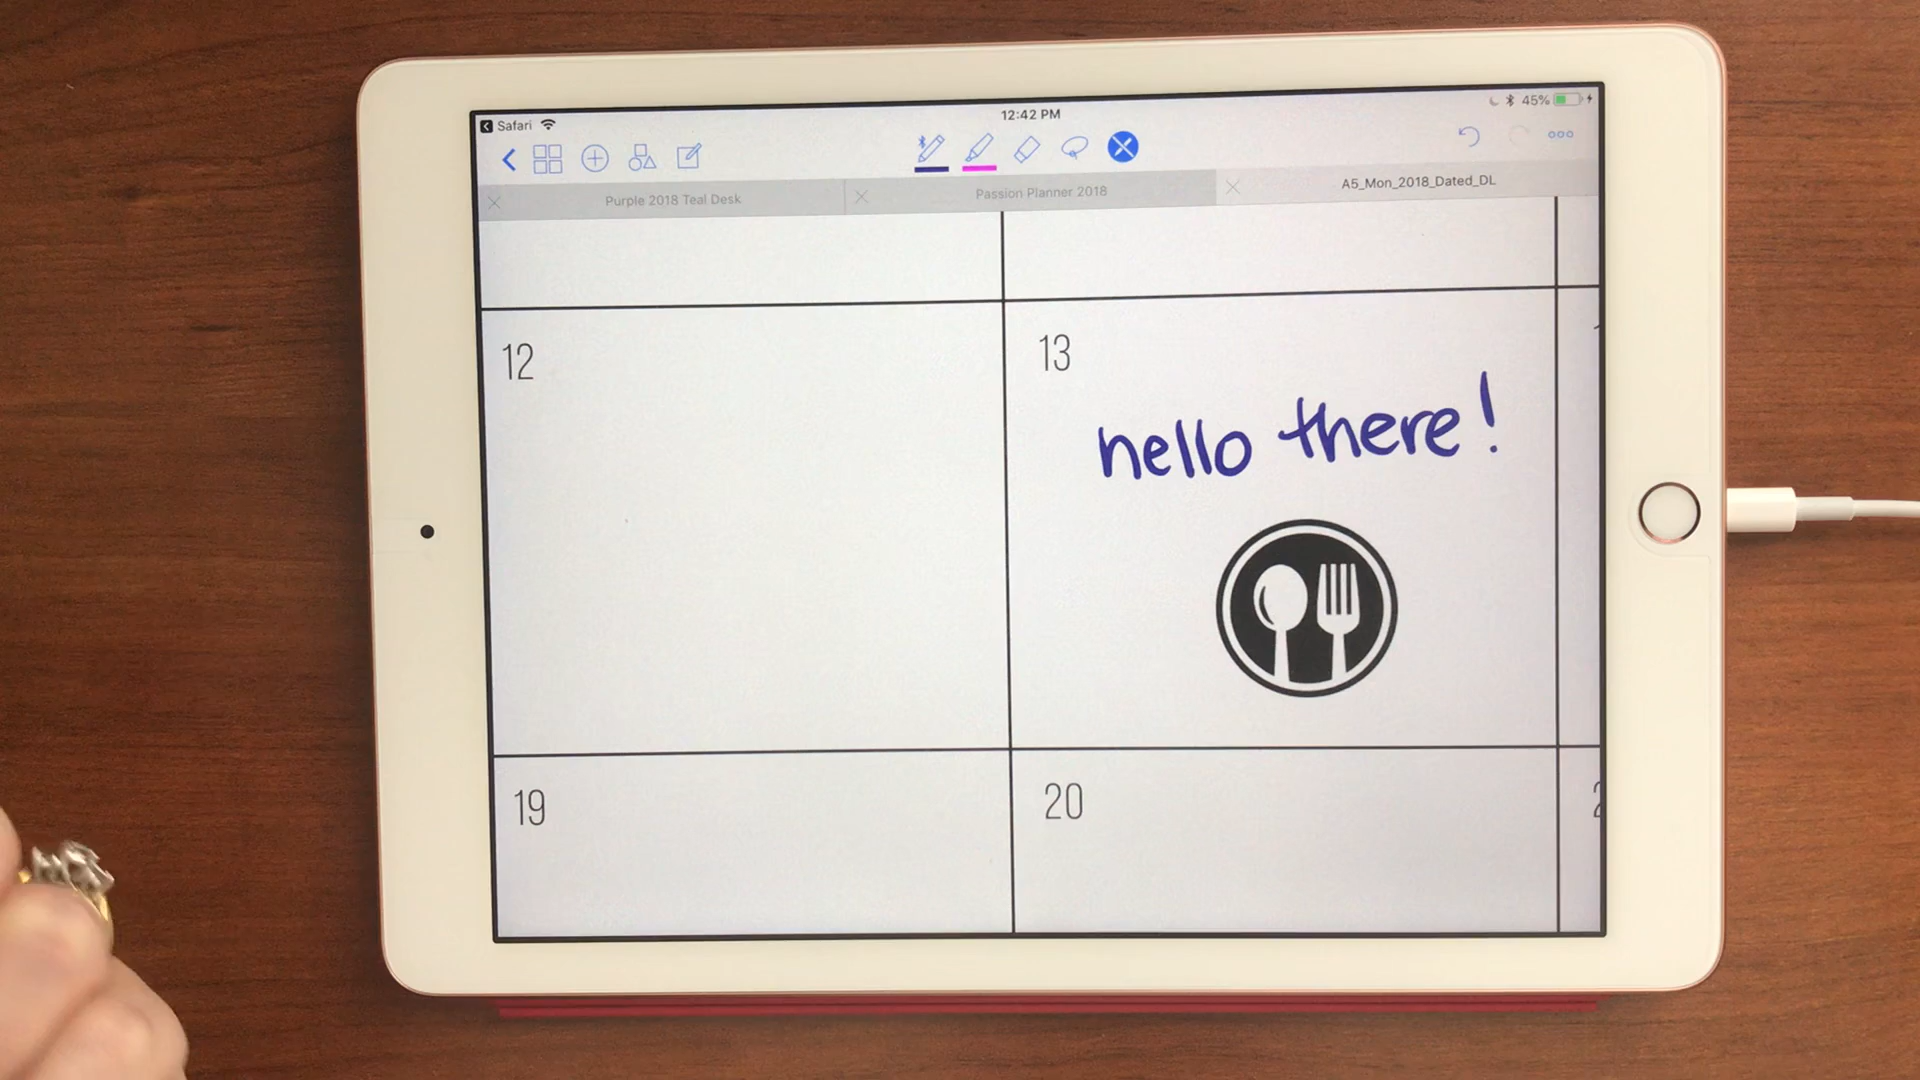 Safari
12:42 PM
45%
Purple 2018 Teal Desk
Passion Planner 2018
A5_Mon_2018_Dated_DL
12
13
hello there!
19
20